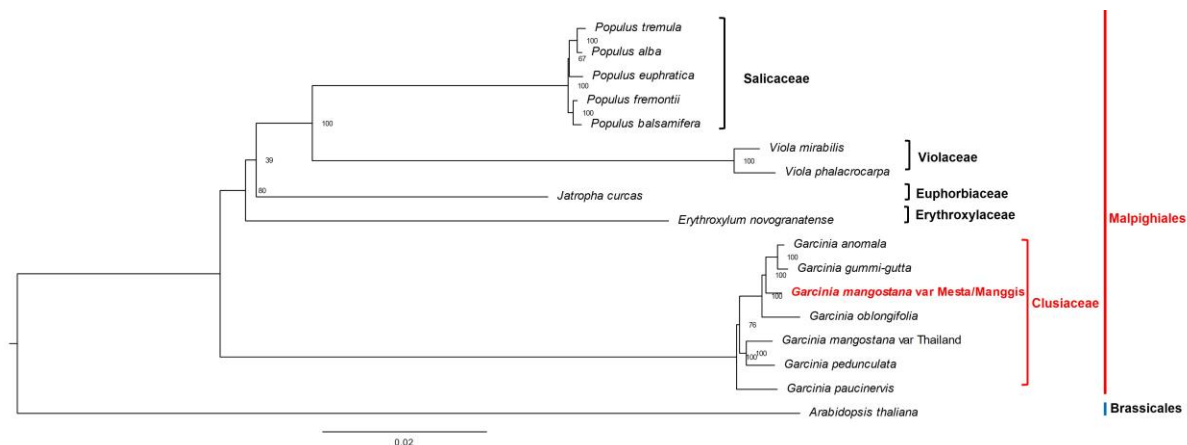 Populus tremula
100
Populus alba
67
Populus euphratica
100
Salicaceae
Populus fremontii
100
Populus balsamifera
100
Viola mirabilis
100
Violaceae
Viola phalacrocarpa
39
80
Jatropha curcas
Euphorbiaceae
Erythroxylum novogranatense
Erythroxylaceae
Malpighiales
Garcinia anomala
100
Garcinia gummi-gutta
100
Garcinia mangostana var Mesta/Manggis
100
Clusiaceae
Garcinia oblongifolia
76
Garcinia mangostana var Thailand
100
100
Garcinia pedunculata
Garcinia paucinervis
Arabidopsis thaliana
Brassicales
0.02